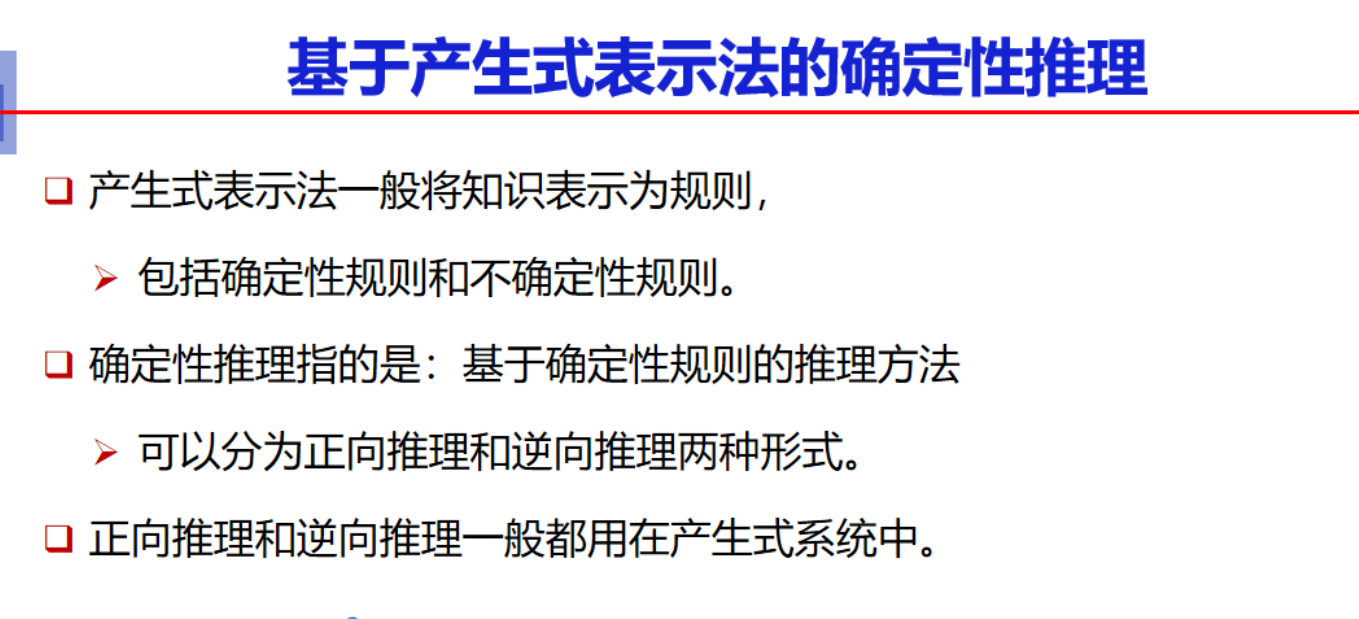 基于产生式表示法的确定性推理
产生式表示法一般将知识表示为规则，
包括确定性规则和不确定性规则。
确定性推理指的是：基于确定性规则的推理方法
可以分为正向推理和逆向推理两种形式。
正向推理和逆向推理一般都用在产生式系统中。